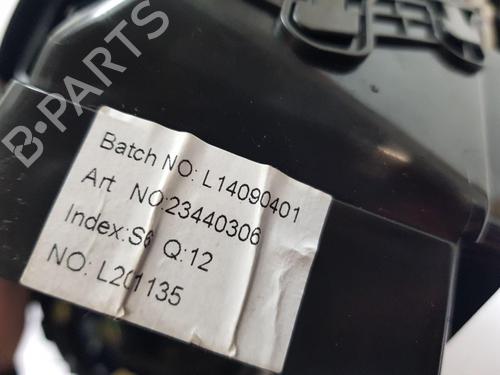 B-PARTS
Batch NO: L14090401
Art NO:23440306
Index:S6 Q:12
NO: L201135